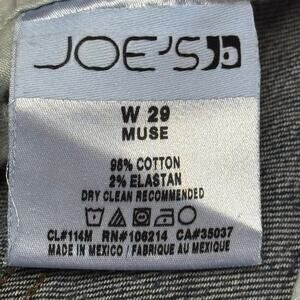 JOE'S
W 29
MUSE
98% COTTON
2% ELASTAN
DRY CLEAN RECOMMENDED
CL#114M RN#106214 CA#35037
MADE IN MEXICO / FABRIQUE AU MEXIQUE